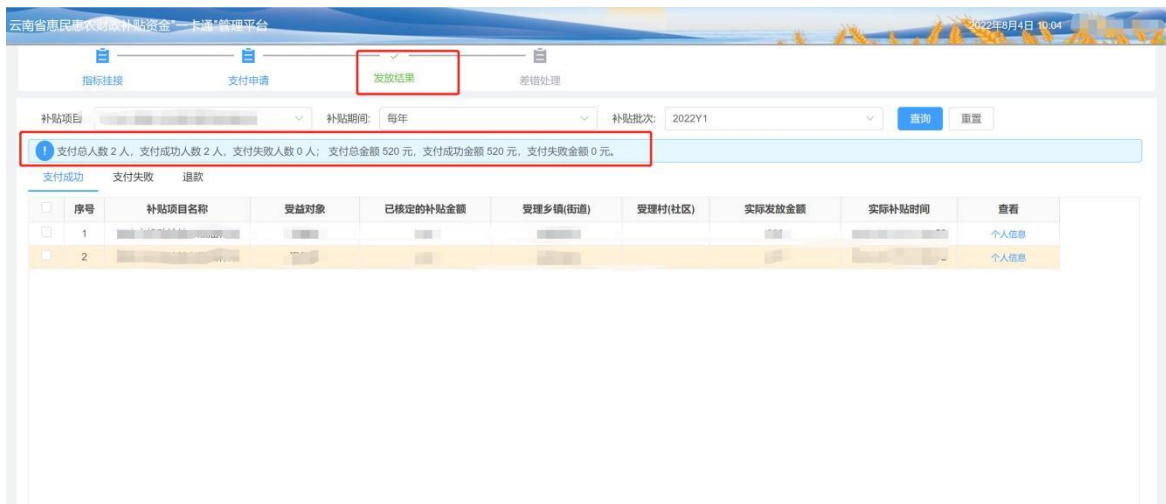 云南省惠民惠农财政补贴资金"一卡通"管理平台
2022年8月4日 10:04
指标挂接 支付申请 发放结果 差错处理
补贴项目 补贴期间: 每年 补贴批次: 2022Y1 查询 重置
支付总人数 2 人, 支付成功人数 2 人, 支付失败人数 0 人; 支付总金额 520 元, 支付成功金额 520 元, 支付失败金额 0 元。
支付成功 支付失败 退款
序号 补贴项目名称 受益对象 已核定的补贴金额 受理乡镇(街道) 受理村(社区) 实际发放金额 实际补贴时间 查看
1 个人信息
2 个人信息